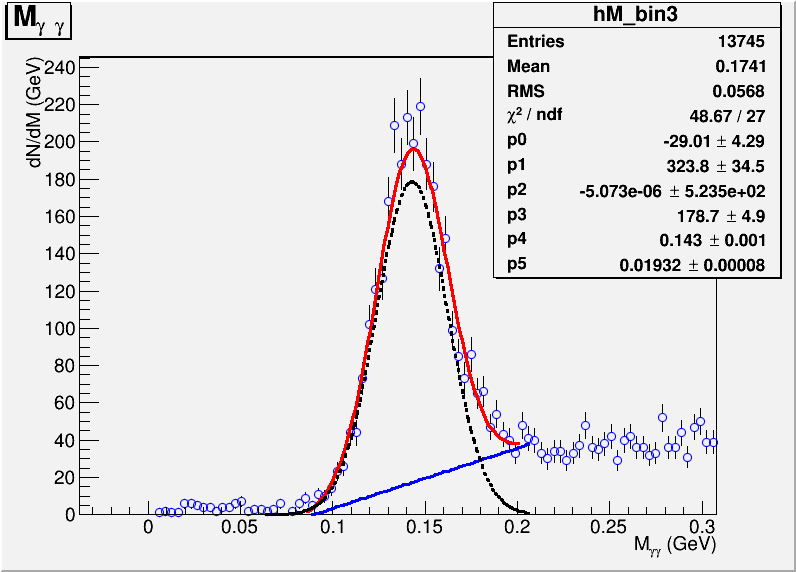 M γ γ
hM_bin3
Entries 13745
Mean 0.1741
RMS 0.0568
χ² / ndf 48.67 / 27
p0 -29.01 ± 4.29
p1 323.8 ± 34.5
p2 -5.073e-06 ± 5.235e+02
p3 178.7 ± 4.9
p4 0.143 ± 0.001
p5 0.01932 ± 0.00008
dN/dM (GeV)
240
220
200
180
160
140
120
100
80
60
40
20
0
0 0.05 0.1 0.15 0.2 0.25 0.3
Mγγ (GeV)